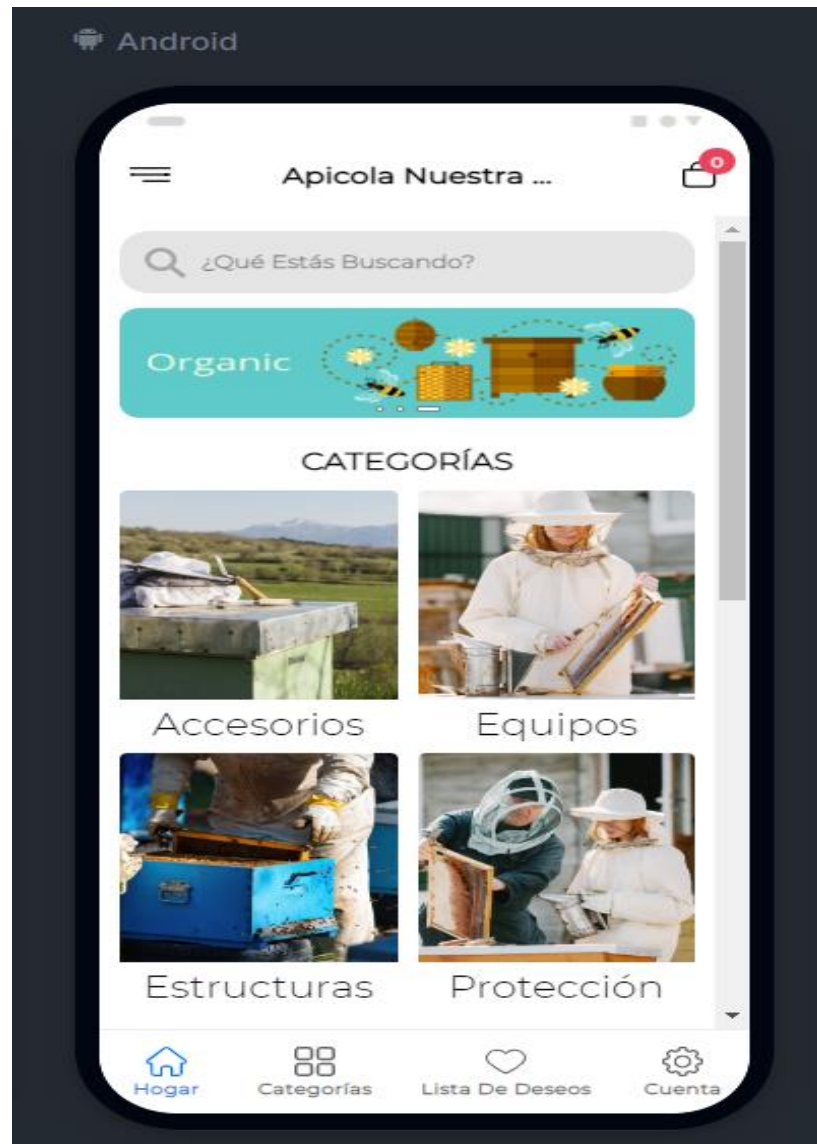 Android
Apicola Nuestra ...
0
¿Qué Estás Buscando?
Organic
CATEGORÍAS
Accesorios
Equipos
Estructuras
Protección
Hogar
Categorías
Lista De Deseos
Cuenta